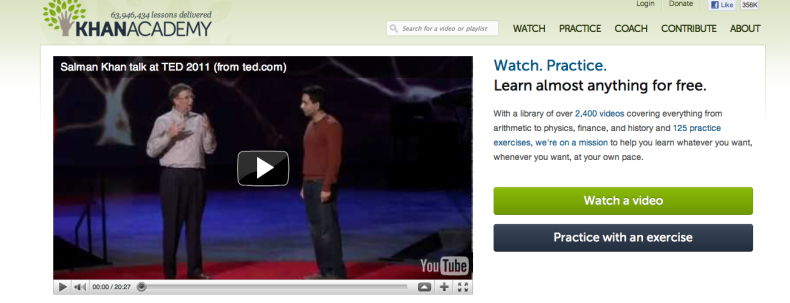 63,946,434 lessons delivered
KHANACADEMY
Login
Donate
Like
356K
Search for a video or playlist
WATCH
PRACTICE
COACH
CONTRIBUTE
ABOUT
Salman Khan talk at TED 2011 (from ted.com)
YouTube
00:00 / 20:27
Watch. Practice.
Learn almost anything for free.
With a library of over 2,400 videos covering everything from
arithmetic to physics, finance, and history and 125 practice
exercises, we're on a mission to help you learn whatever you want,
whenever you want, at your own pace.
Watch a video
Practice with an exercise